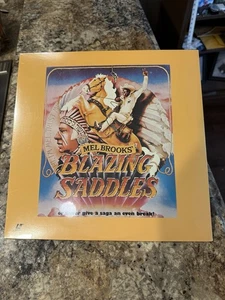 MEL BROOKS'
BLAZING
SADDLES
give a saga an even break!